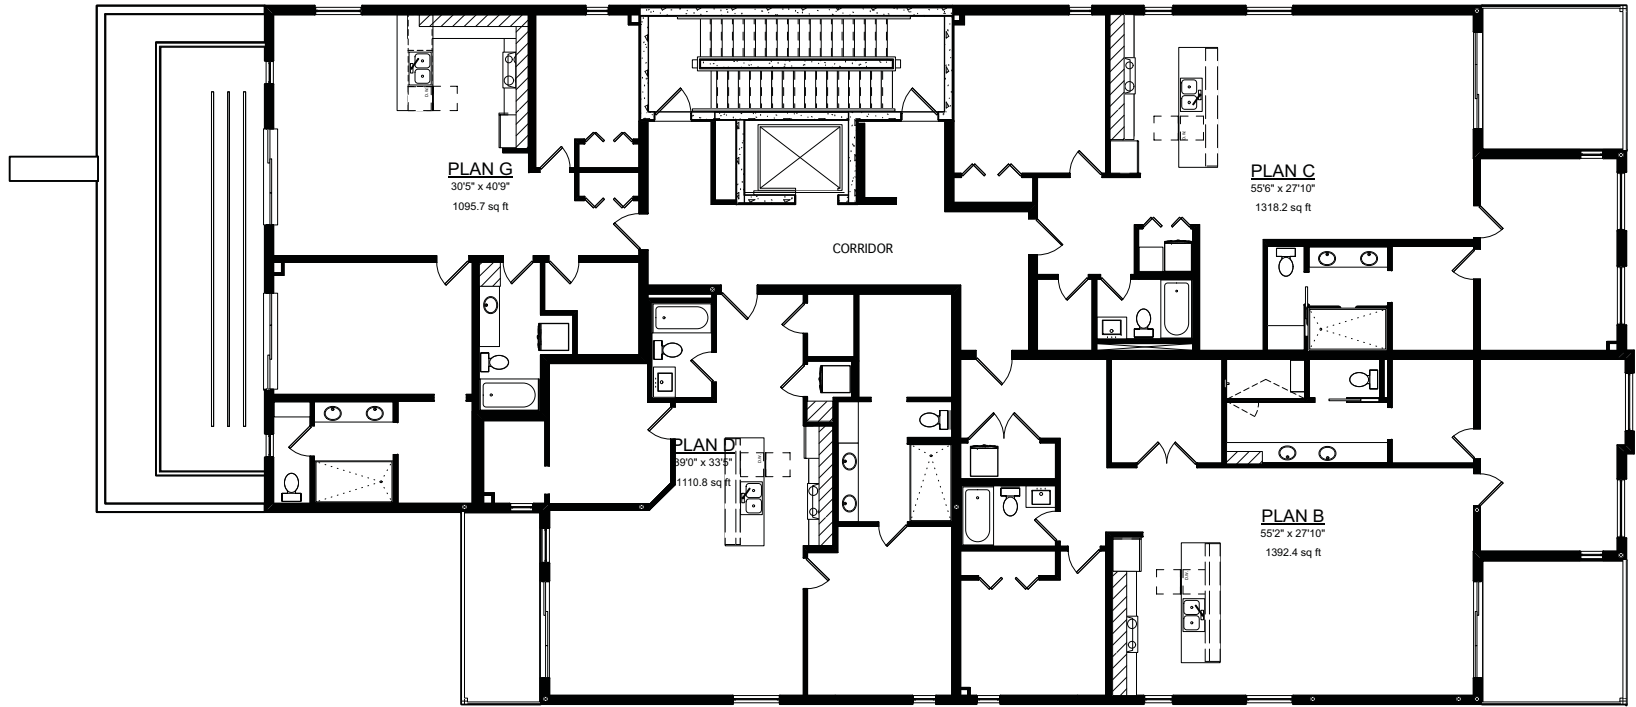 PLAN G
30'5" x 40'9"
1095.7 sq ft
PLAN C
55'6" x 27'10"
1318.2 sq ft
CORRIDOR
PLAN D
39'0" x 33'5"
1110.8 sq ft
PLAN B
55'2" x 27'10"
1392.4 sq ft